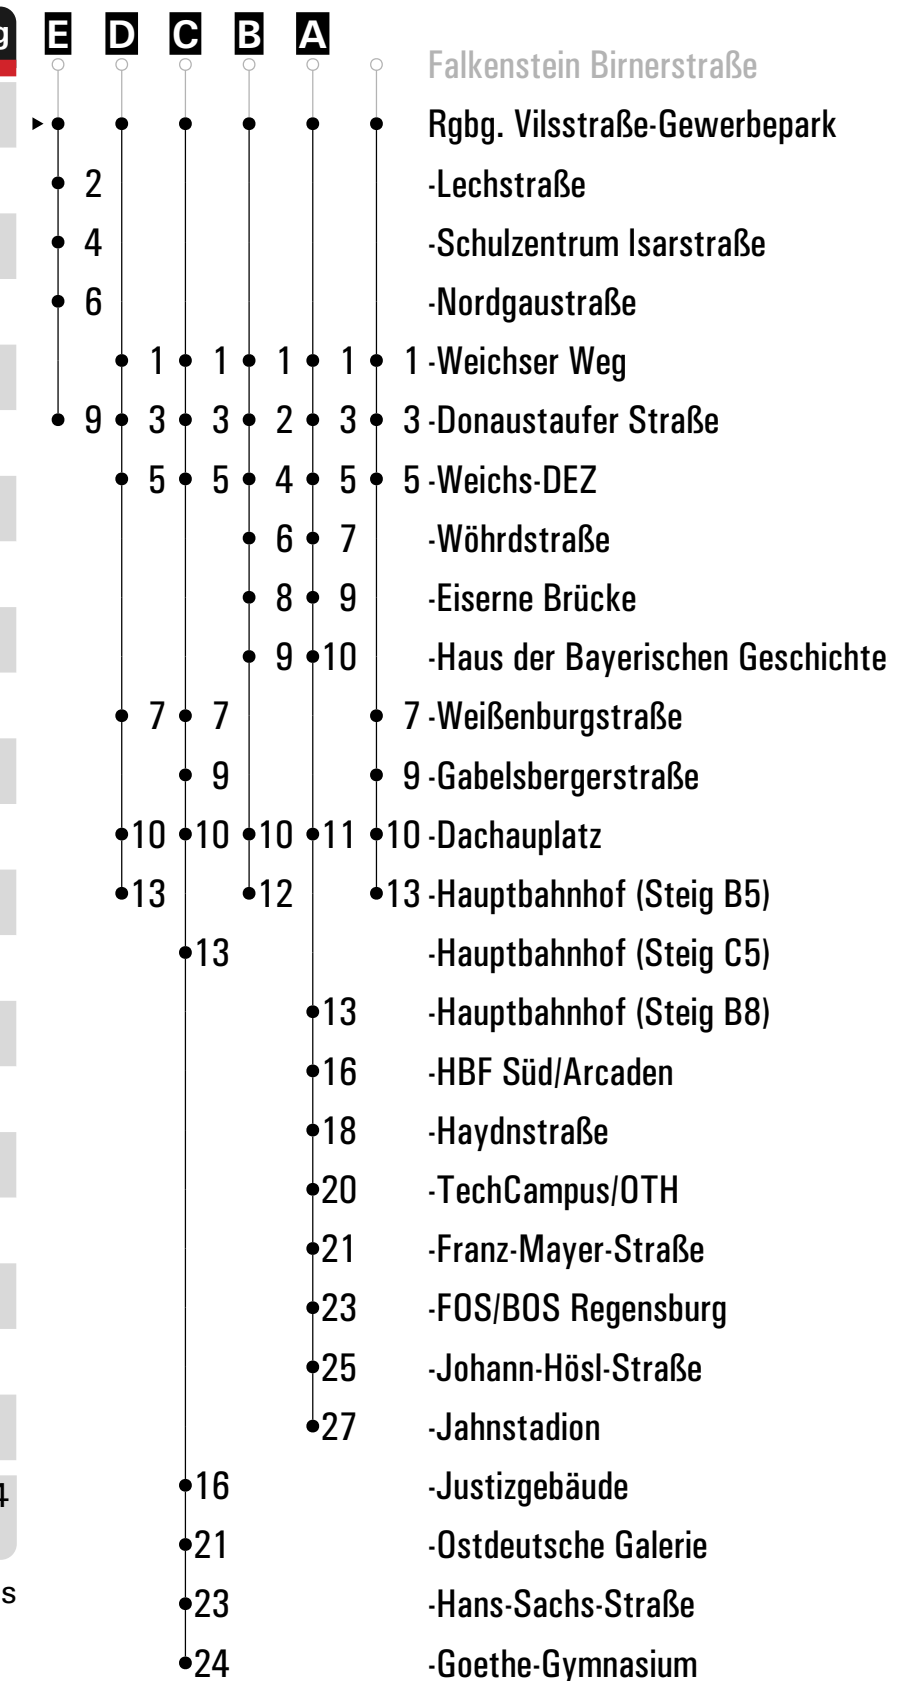 g E D C B A
Falkenstein Birnerstraße
Rgbg. Vilsstraße-Gewerbepark
2 -Lechstraße
4 -Schulzentrum Isarstraße
6 -Nordgaustraße
1 1 1 1 1 -Weichser Weg
9 3 3 2 3 3 -Donaustaufer Straße
5 5 4 5 5 -Weichs-DEZ
6 7 -Wöhrdstraße
8 9 -Eiserne Brücke
9 10 -Haus der Bayerischen Geschichte
7 7 7 -Weißenburgstraße
9 9 -Gabelsbergerstraße
10 10 10 11 10 -Dachauplatz
13 12 13 -Hauptbahnhof (Steig B5)
13 -Hauptbahnhof (Steig C5)
13 -Hauptbahnhof (Steig B8)
16 -HBF Süd/Arcaden
18 -Haydnstraße
20 -TechCampus/OTH
21 -Franz-Mayer-Straße
23 -FOS/BOS Regensburg
25 -Johann-Hösl-Straße
27 -Jahnstadion
4 16 -Justizgebäude
21 -Ostdeutsche Galerie
s 23 -Hans-Sachs-Straße
24 -Goethe-Gymnasium